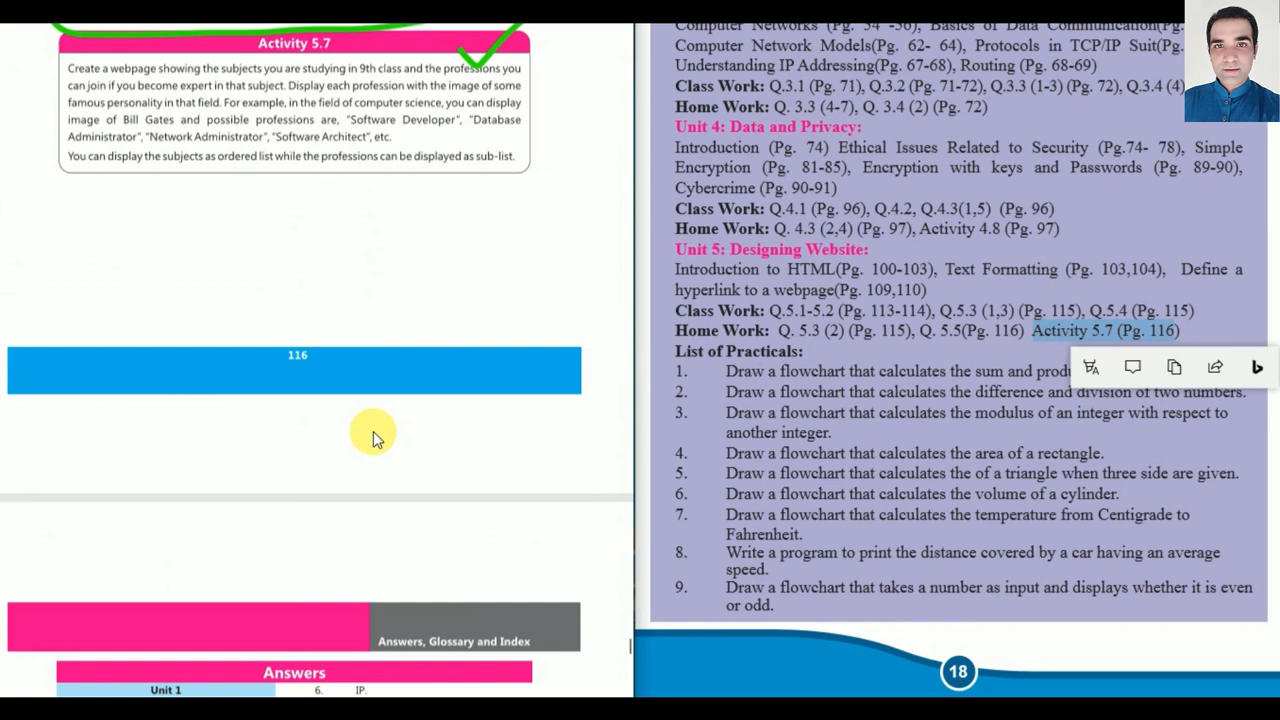 Activity 5.7
Create a webpage showing the subjects you are studying in 9th class and the professions you
can join if you become expert in that subject. Display each profession with the image of some
famous personality in that field. For example, in the field of computer science, you can display
image of Bill Gates and possible professions are, "Software Developer", "Database
Administrator", "Network Administrator", "Software Architect", etc.
You can display the subjects as ordered list while the professions can be displayed as sub-list.
116
Answers, Glossary and Index
Answers
Unit 1
6. IP.
Computer Networks (Pg. 54 -56), Basics of Data Communication(Pg.
Computer Network Models(Pg. 62- 64), Protocols in TCP/IP Suit(Pg.
Understanding IP Addressing(Pg. 67-68), Routing (Pg. 68-69)
Class Work: Q.3.1 (Pg. 71), Q.3.2 (Pg. 71-72), Q.3.3 (1-3) (Pg. 72), Q.3.4 (4)
Home Work: Q. 3.3 (4-7), Q. 3.4 (2) (Pg. 72)
Unit 4: Data and Privacy:
Introduction (Pg. 74) Ethical Issues Related to Security (Pg.74- 78), Simple
Encryption (Pg. 81-85), Encryption with keys and Passwords (Pg. 89-90),
Cybercrime (Pg. 90-91)
Class Work: Q.4.1 (Pg. 96), Q.4.2, Q.4.3(1,5) (Pg. 96)
Home Work: Q. 4.3 (2,4) (Pg. 97), Activity 4.8 (Pg. 97)
Unit 5: Designing Website:
Introduction to HTML(Pg. 100-103), Text Formatting (Pg. 103,104), Define a
hyperlink to a webpage(Pg. 109,110)
Class Work: Q.5.1-5.2 (Pg. 113-114), Q.5.3 (1,3) (Pg. 115), Q.5.4 (Pg. 115)
Home Work: Q. 5.3 (2) (Pg. 115), Q. 5.5(Pg. 116) Activity 5.7 (Pg. 116)
List of Practicals:
1. Draw a flowchart that calculates the sum and
2. Draw a flowchart that calculates the difference and division of two numbers.
3. Draw a flowchart that calculates the modulus of an integer with respect to
another integer.
4. Draw a flowchart that calculates the area of a rectangle.
5. Draw a flowchart that calculates the of a triangle when three side are given.
6. Draw a flowchart that calculates the volume of a cylinder.
7. Draw a flowchart that calculates the temperature from Centigrade to
Fahrenheit.
8. Write a program to print the distance covered by a car having an average
speed.
9. Draw a flowchart that takes a number as input and displays whether it is even
or odd.
18